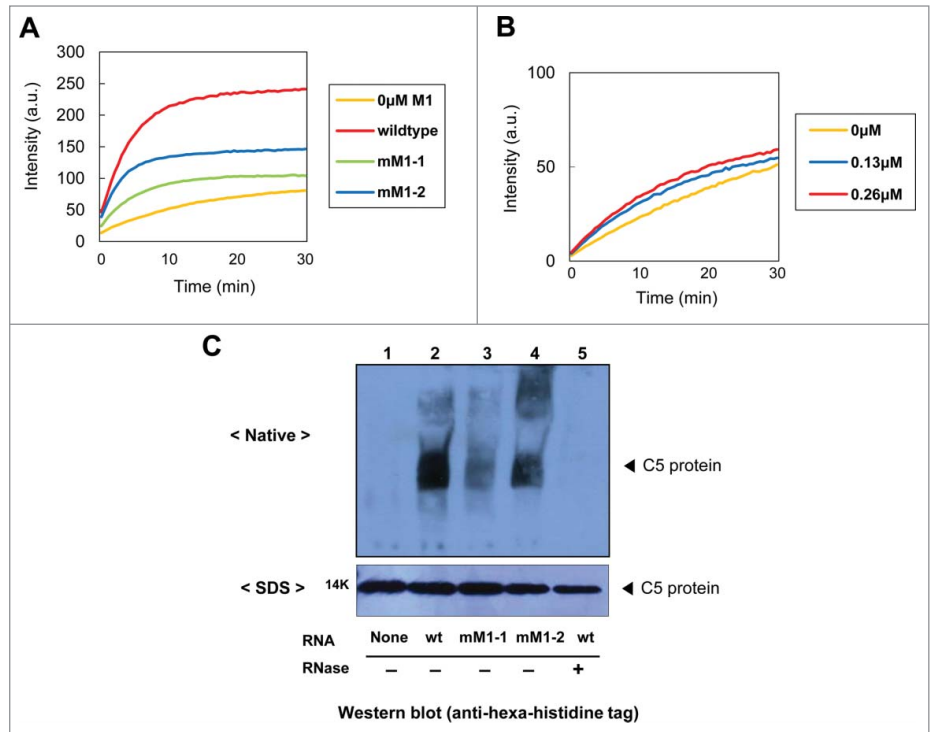 A
300
250
200
150
100
50
0
Intensity (a.u.)
0 10 20 30
Time (min)
0μM M1
wildtype
mM1-1
mM1-2
B
100
50
0
Intensity (a.u.)
0 10 20 30
Time (min)
0μM
0.13μM
0.26μM
C
1 2 3 4 5
< Native >
C5 protein
< SDS > 14K
C5 protein
RNA None wt mM1-1 mM1-2 wt
RNase – – – – +
Western blot (anti-hexa-histidine tag)